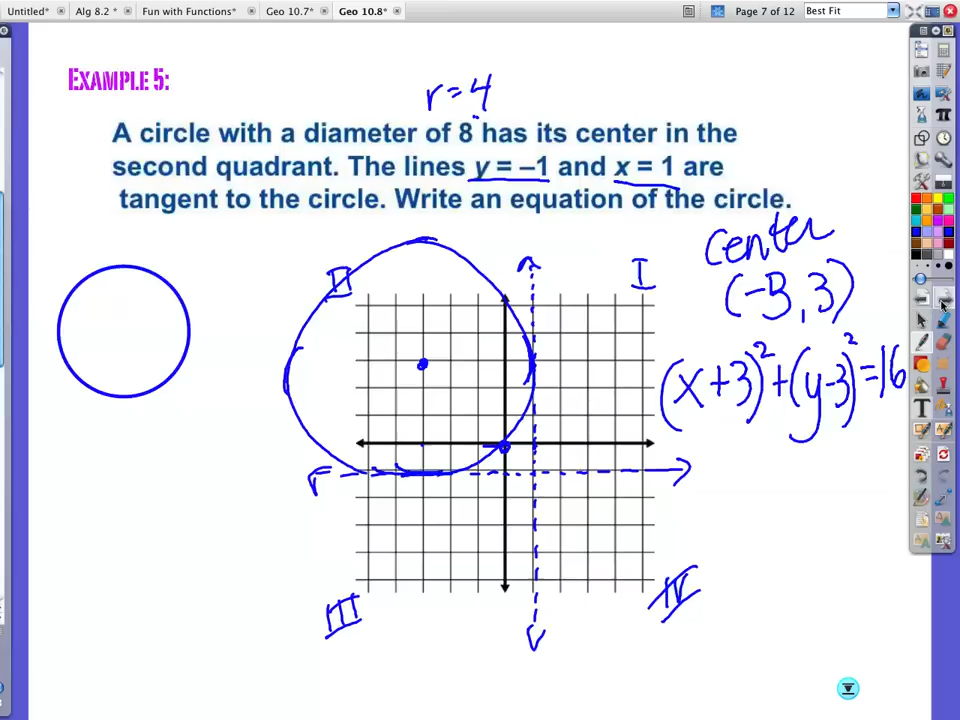 Untitled* Alg 8.2 * Fun with Functions* Geo 10.7* Geo 10.8* Page 7 of 12 Best Fit
EXAMPLE 5:
r = 4
A circle with a diameter of 8 has its center in the
second quadrant. The lines y = –1 and x = 1 are
tangent to the circle. Write an equation of the circle.
center
(-3, 3)
II I
(x+3)² + (y-3)² = 16
III IV